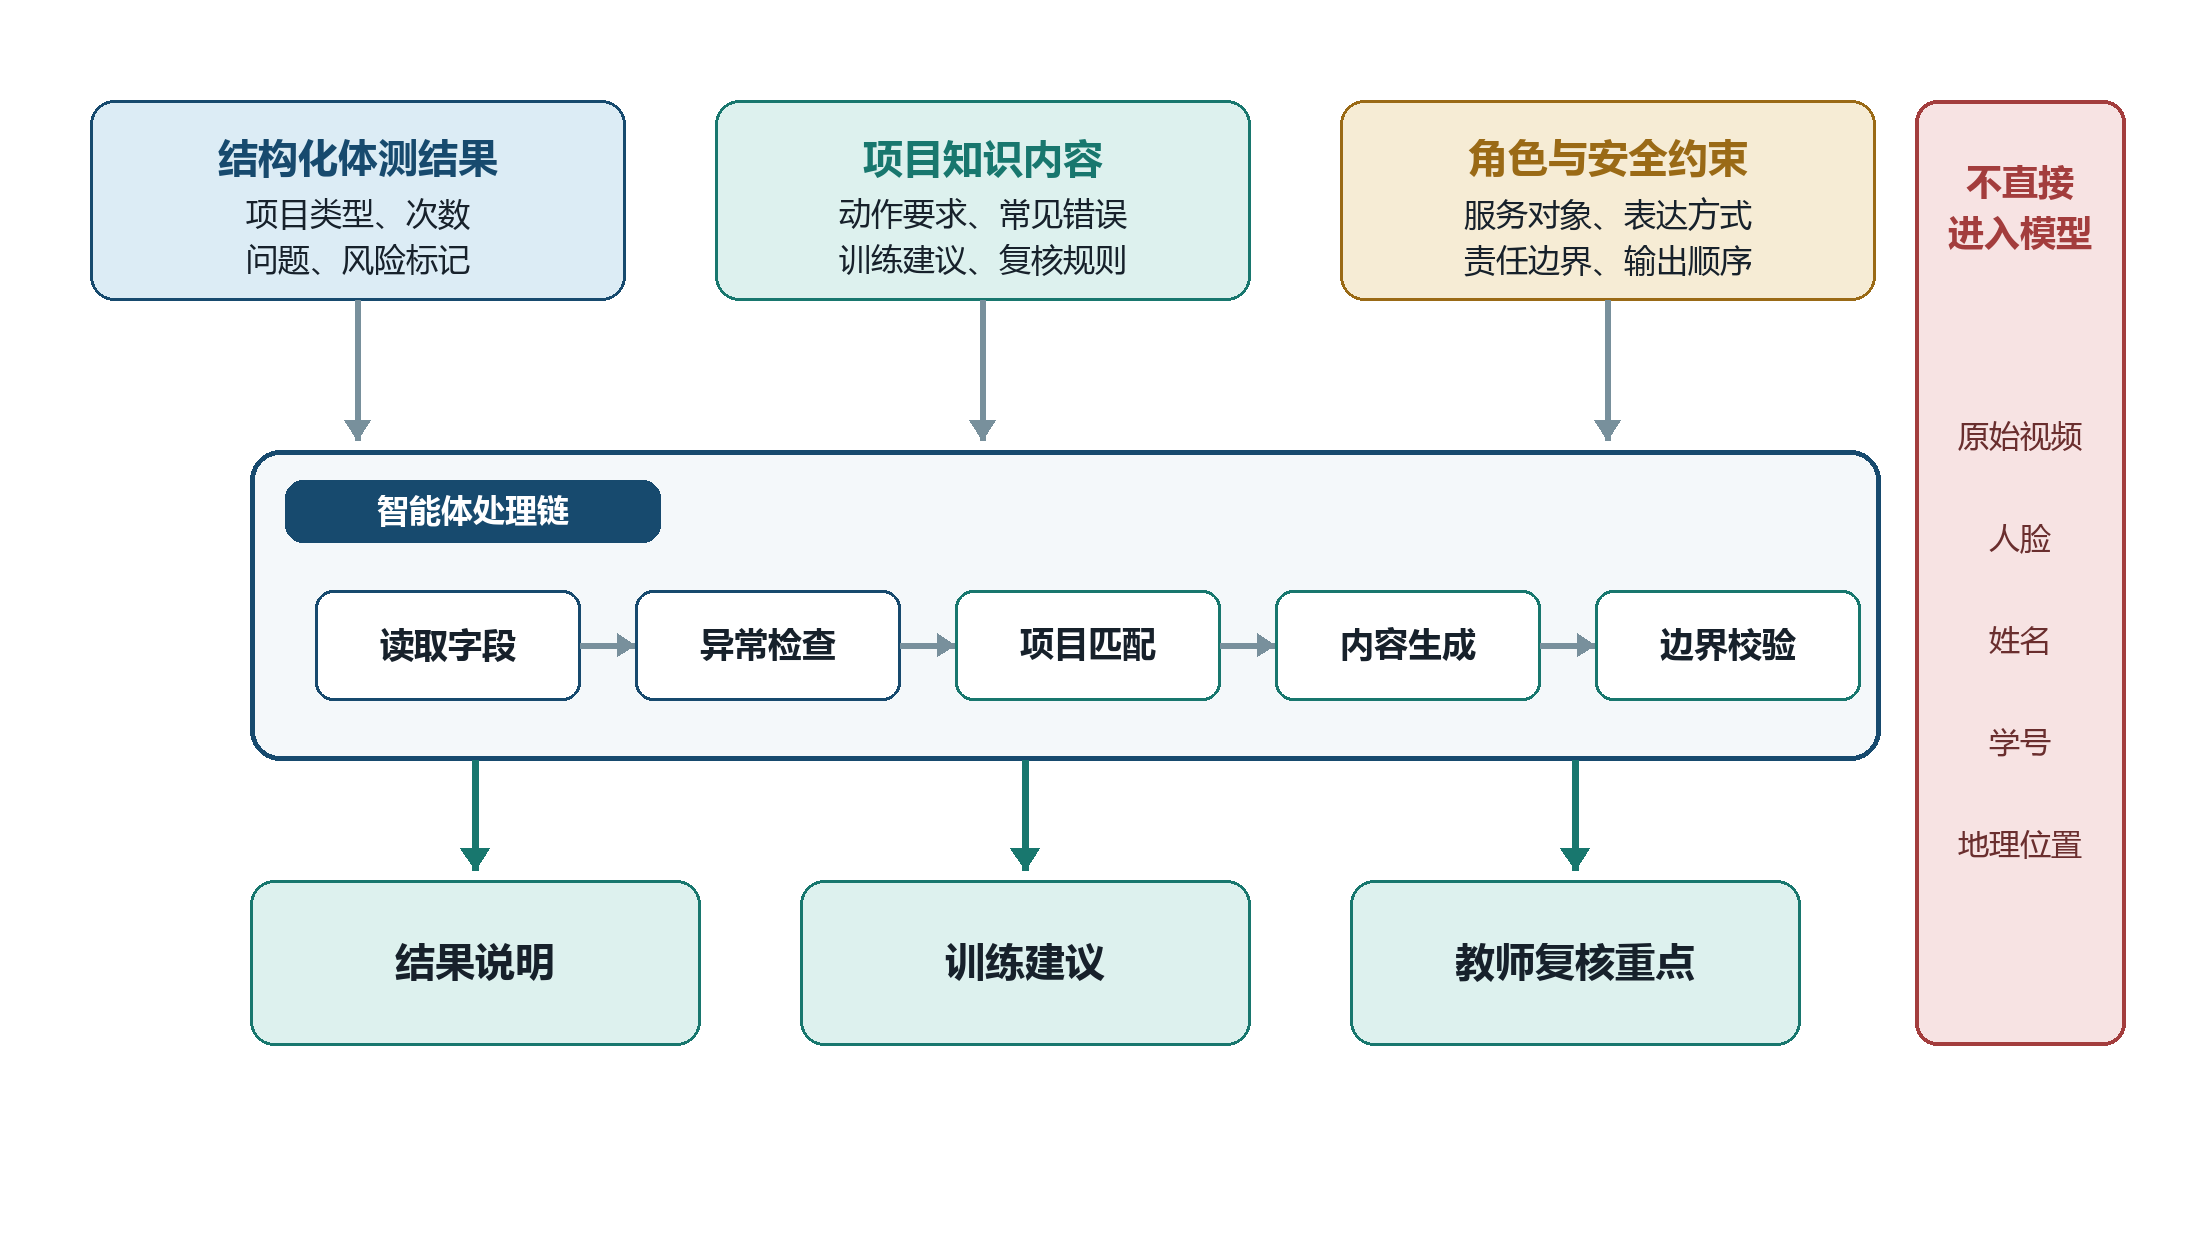 结构化体测结果
项目类型、次数
问题、风险标记
项目知识内容
动作要求、常见错误
训练建议、复核规则
角色与安全约束
服务对象、表达方式
责任边界、输出顺序
不直接
进入模型
原始视频
人脸
姓名
学号
地理位置
智能体处理链
读取字段
异常检查
项目匹配
内容生成
边界校验
结果说明
训练建议
教师复核重点